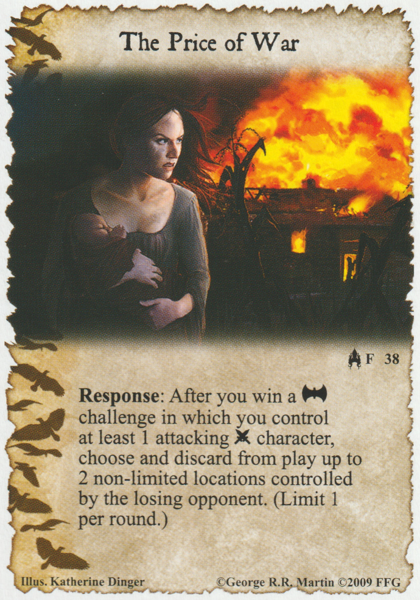 The Price of War
F 38
Response: After you win a
challenge in which you control
at least 1 attacking character,
choose and discard from play up to
2 non-limited locations controlled
by the losing opponent. (Limit 1
per round.)
Illus. Katherine Dinger ©George R.R. Martin ©2009 FFG